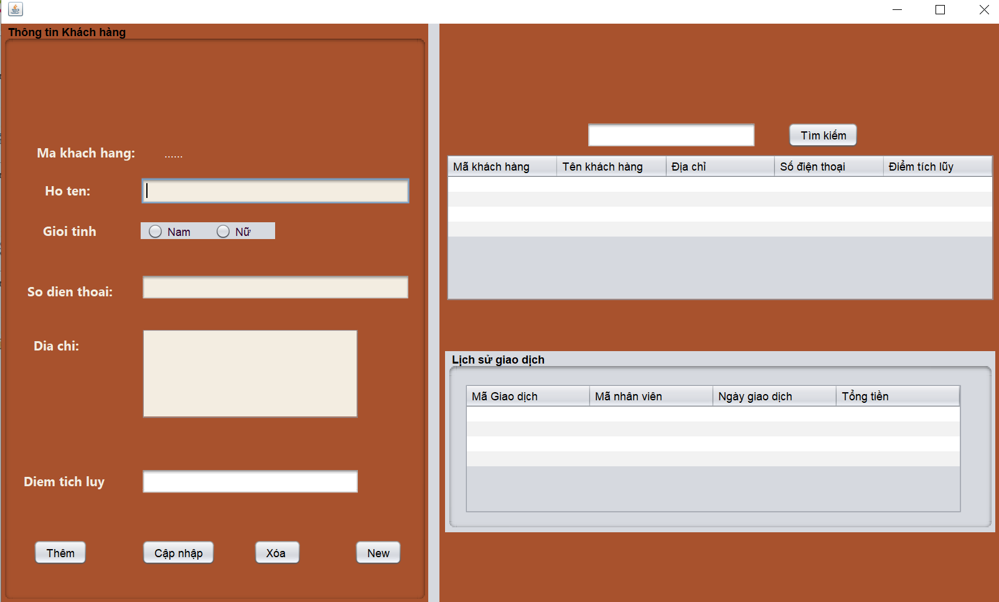 Thông tin Khách hàng
Ma khach hang: ......
Ho ten:
Gioi tinh Nam Nữ
So dien thoai:
Dia chi:
Diem tich luy
Thêm Cập nhập Xóa New
Tìm kiếm
Mã khách hàng Tên khách hàng Địa chỉ Số điện thoại Điểm tích lũy
Lịch sử giao dịch
Mã Giao dịch Mã nhân viên Ngày giao dịch Tổng tiền